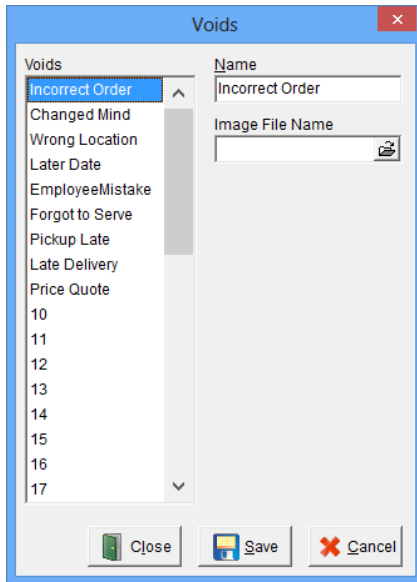 Voids
Voids
Incorrect Order
Changed Mind
Wrong Location
Later Date
EmployeeMistake
Forgot to Serve
Pickup Late
Late Delivery
Price Quote
10
11
12
13
14
15
16
17
Name
Incorrect Order
Image File Name
Close
Save
Cancel